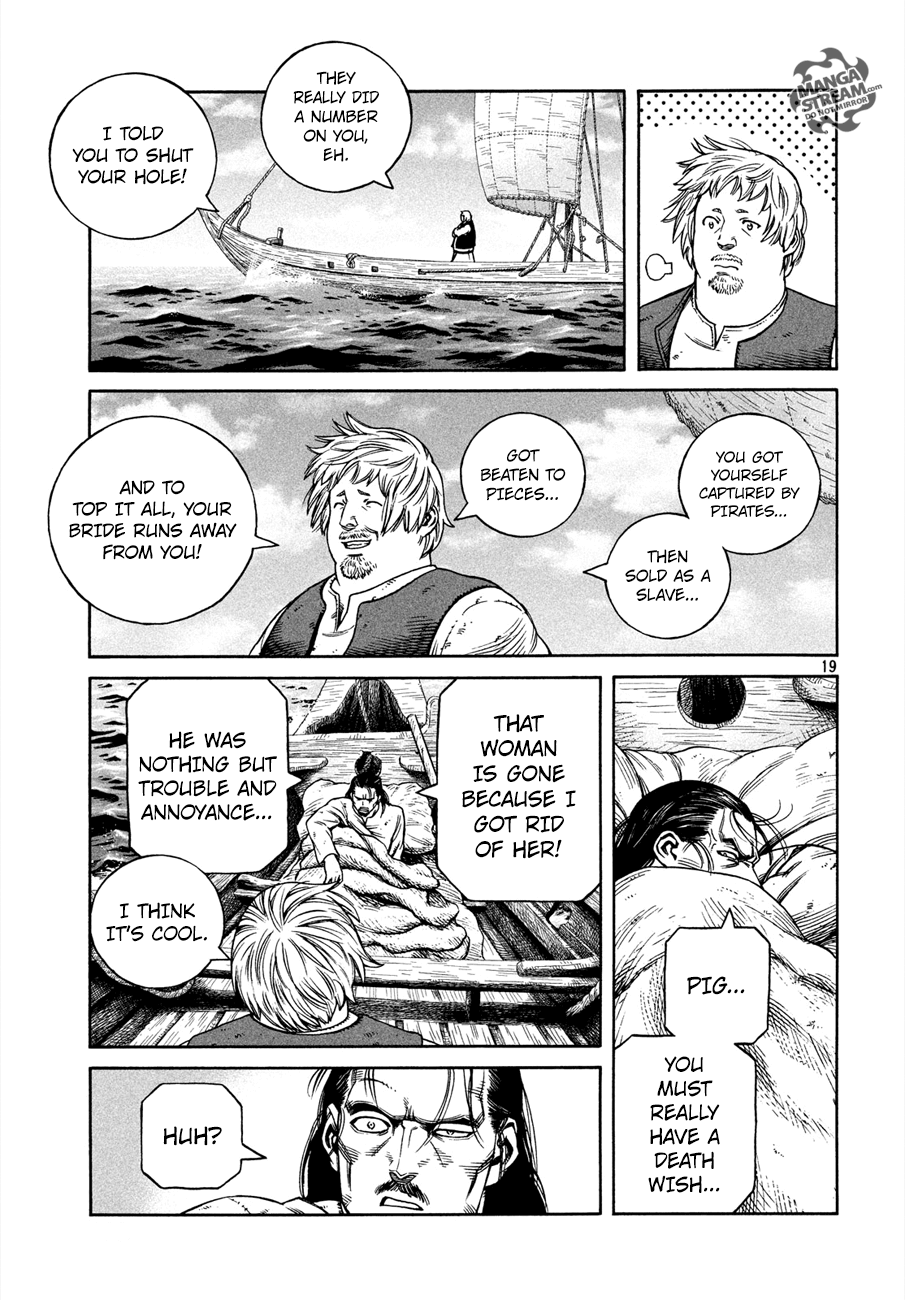 MANGA
STREAM.com
DO NOT MIRROR
THEY
REALLY DID
A NUMBER
ON YOU,
EH.
I TOLD
YOU TO SHUT
YOUR HOLE!
YOU GOT
YOURSELF
CAPTURED BY
PIRATES...
THEN
SOLD AS A
SLAVE...
GOT
BEATEN TO
PIECES...
AND TO
TOP IT ALL, YOUR
BRIDE RUNS AWAY
FROM YOU!
19
PIG...
YOU
MUST
REALLY
HAVE A
DEATH
WISH...
THAT
WOMAN
IS GONE
BECAUSE I
GOT RID
OF HER!
HE WAS
NOTHING BUT
TROUBLE AND
ANNOYANCE...
I THINK
IT'S COOL.
HUH?